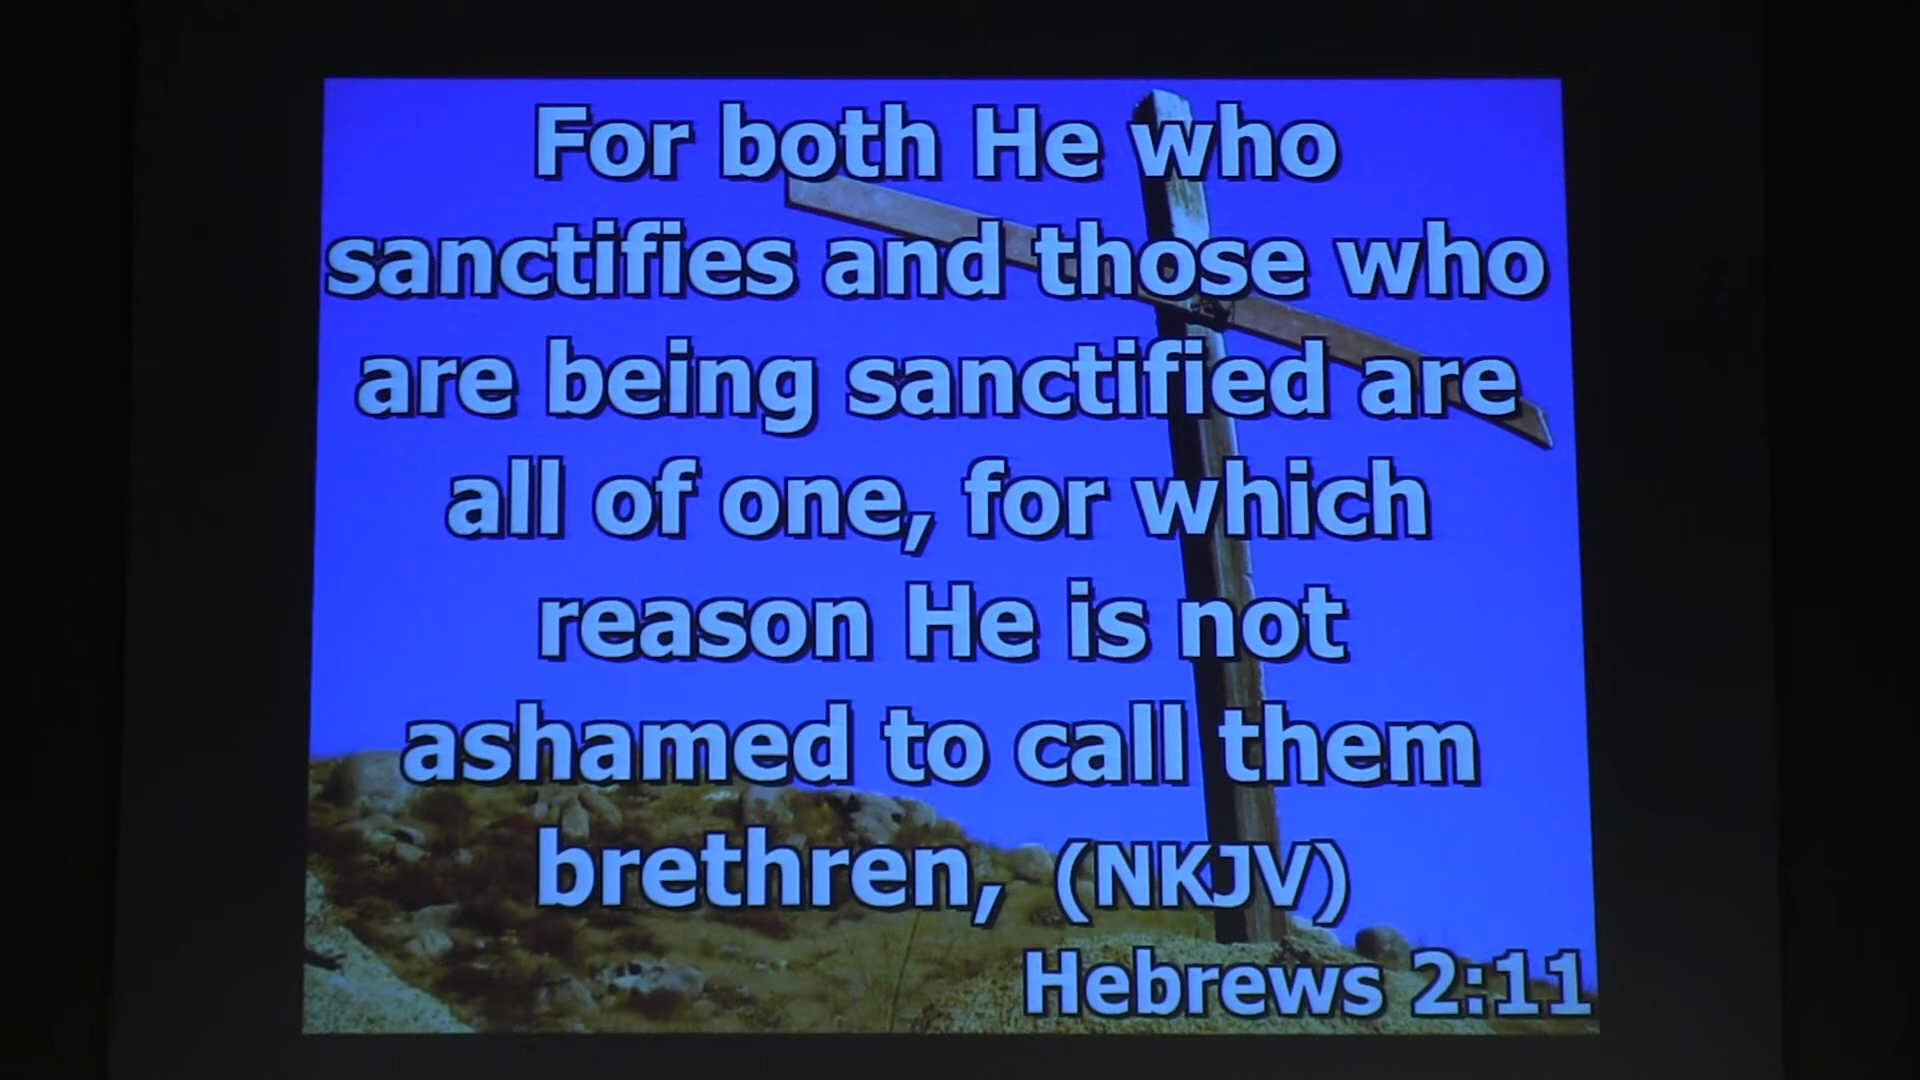 For both He who
sanctifies and those who
are being sanctified are
all of one, for which
reason He is not
ashamed to call them
brethren, (NKJV)
Hebrews 2:11